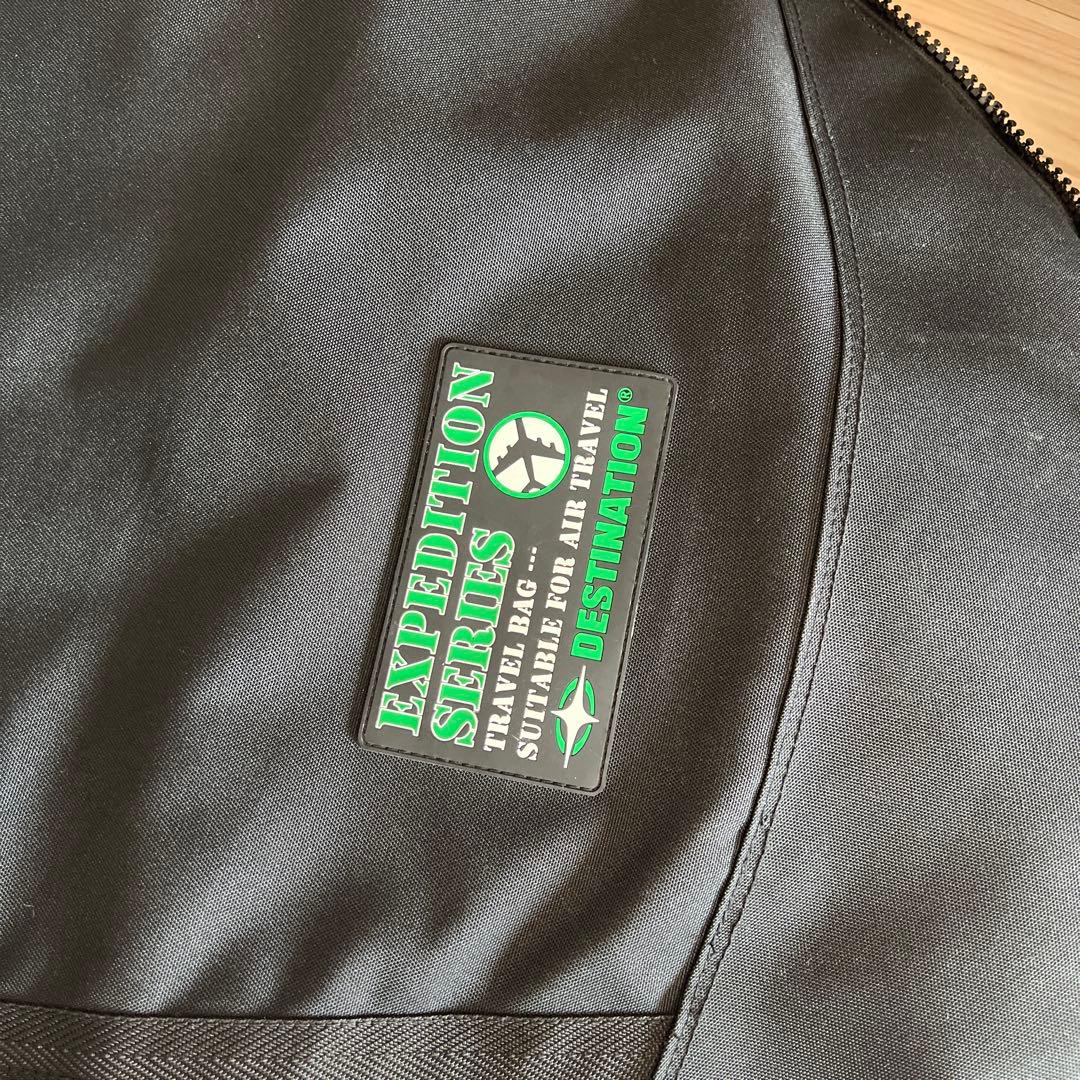 EXPEDITION
SERIES
TRAVEL BAG ---
SUITABLE FOR AIR TRAVEL
DESTINATION®